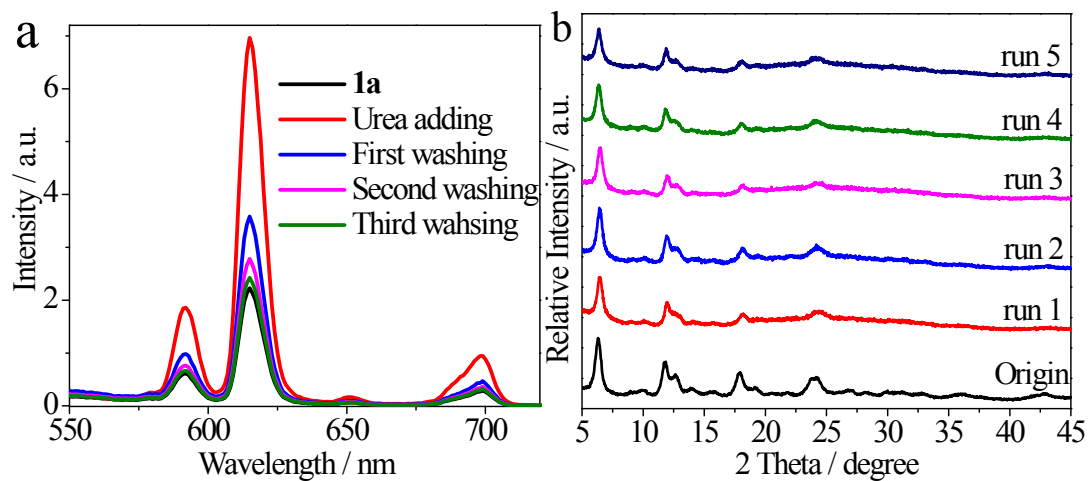 a
Intensity / a.u.
6
4
2
0
1a
Urea adding
First washing
Second washing
Third wahsing
550 600 650 700
Wavelength / nm
b
Relative Intensity / a.u.
run 5
run 4
run 3
run 2
run 1
Origin
5 10 15 20 25 30 35 40 45
2 Theta / degree